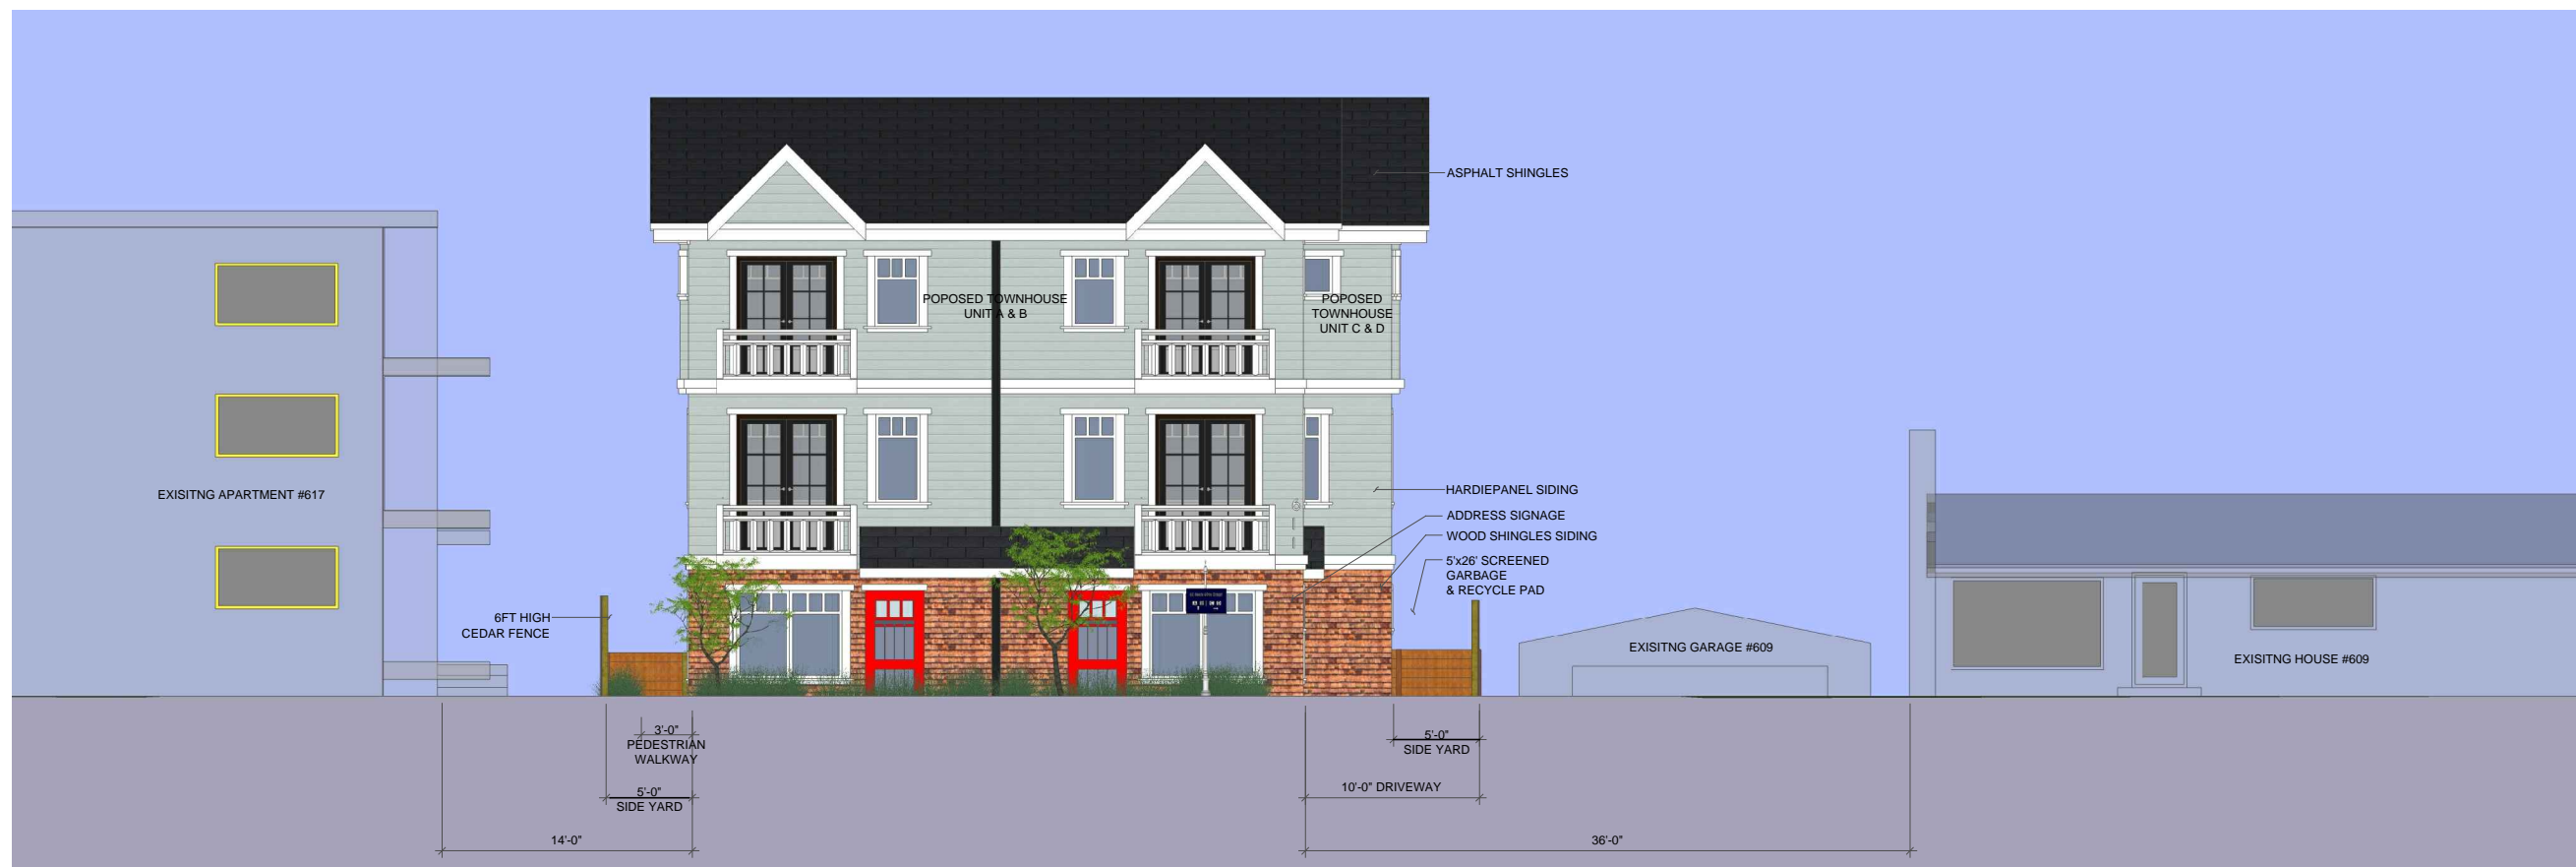 ASPHALT SHINGLES
POPOSED TOWNHOUSE
UNIT A & B
POPOSED
TOWNHOUSE
UNIT C & D
EXISITNG APARTMENT #617
HARDIEPANEL SIDING
ADDRESS SIGNAGE
WOOD SHINGLES SIDING
5'x26' SCREENED
GARBAGE
& RECYCLE PAD
6FT HIGH
CEDAR FENCE
EXISITNG GARAGE #609
EXISITNG HOUSE #609
3'-0"
PEDESTRIAN
WALKWAY
5'-0"
SIDE YARD
5'-0"
SIDE YARD
10'-0" DRIVEWAY
14'-0"
36'-0"